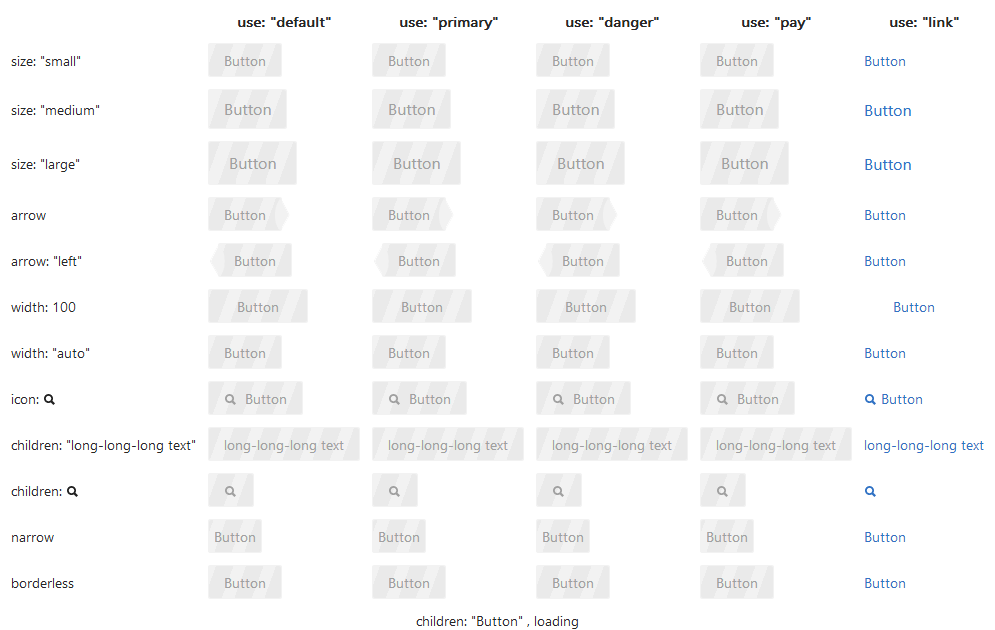 use: "default" use: "primary" use: "danger" use: "pay" use: "link"
size: "small" Button Button Button Button Button
size: "medium" Button Button Button Button Button
size: "large" Button Button Button Button Button
arrow Button Button Button Button Button
arrow: "left" Button Button Button Button Button
width: 100 Button Button Button Button Button
width: "auto" Button Button Button Button Button
icon: Button Button Button Button Button
children: "long-long-long text" long-long-long text long-long-long text long-long-long text long-long-long text long-long-long text
children:
narrow Button Button Button Button Button
borderless Button Button Button Button Button
children: "Button" , loading